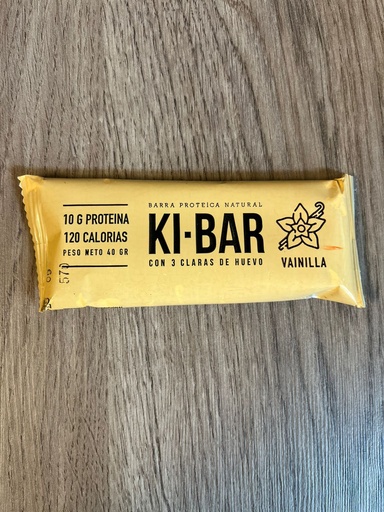 BARRA PROTEICA NATURAL
10 G PROTEINA
120 CALORIAS
PESO NETO 40 GR
KI·BAR
CON 3 CLARAS DE HUEVO
VAINILLA